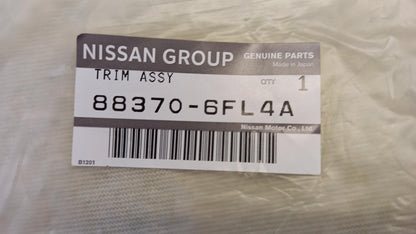 NISSAN GROUP GENUINE PARTS
Made in Japan
TRIM ASSY QTY 1
88370-6FL4A
Nissan Motor Co., Ltd.
B1201